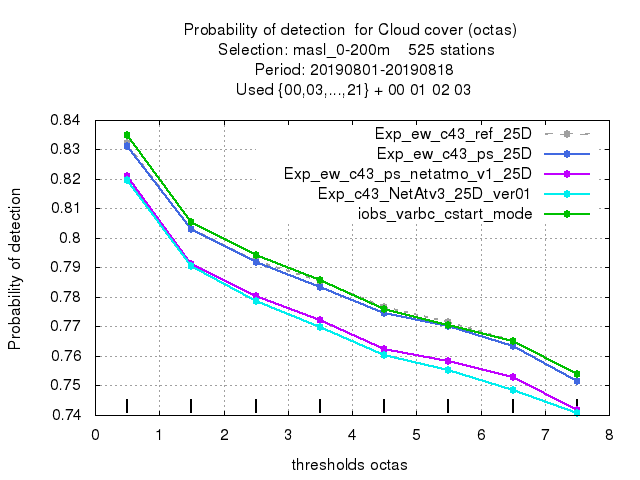 Probability of detection  for Cloud cover (octas)
Selection: masl_0-200m    525 stations
Period: 20190801-20190818
Used {00,03,...,21} + 00 01 02 03
Exp_ew_c43_ref_25D
Exp_ew_c43_ps_25D
Exp_ew_c43_ps_netatmo_v1_25D
Exp_c43_NetAtv3_25D_ver01
iobs_varbc_cstart_mode
Probability of detection
0.84
0.83
0.82
0.81
0.8
0.79
0.78
0.77
0.76
0.75
0.74
0 1 2 3 4 5 6 7 8
thresholds octas